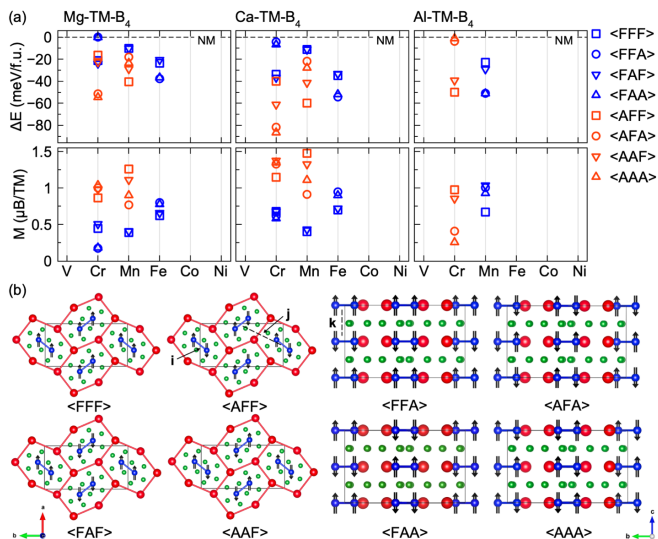 (a)
Mg-TM-B4
Ca-TM-B4
Al-TM-B4
ΔE (meV/f.u.)
0
−20
−40
−60
−80
NM
NM
NM
<FFF>
<FFA>
<FAF>
<FAA>
<AFF>
<AFA>
<AAF>
<AAA>
M (μB/TM)
1.5
1
0.5
0
V Cr Mn Fe Co Ni
V Cr Mn Fe Co Ni
V Cr Mn Fe Co Ni
(b)
i
j
k
<FFF>
<AFF>
<FFA>
<AFA>
<FAF>
<AAF>
<FAA>
<AAA>
a
b
c
b